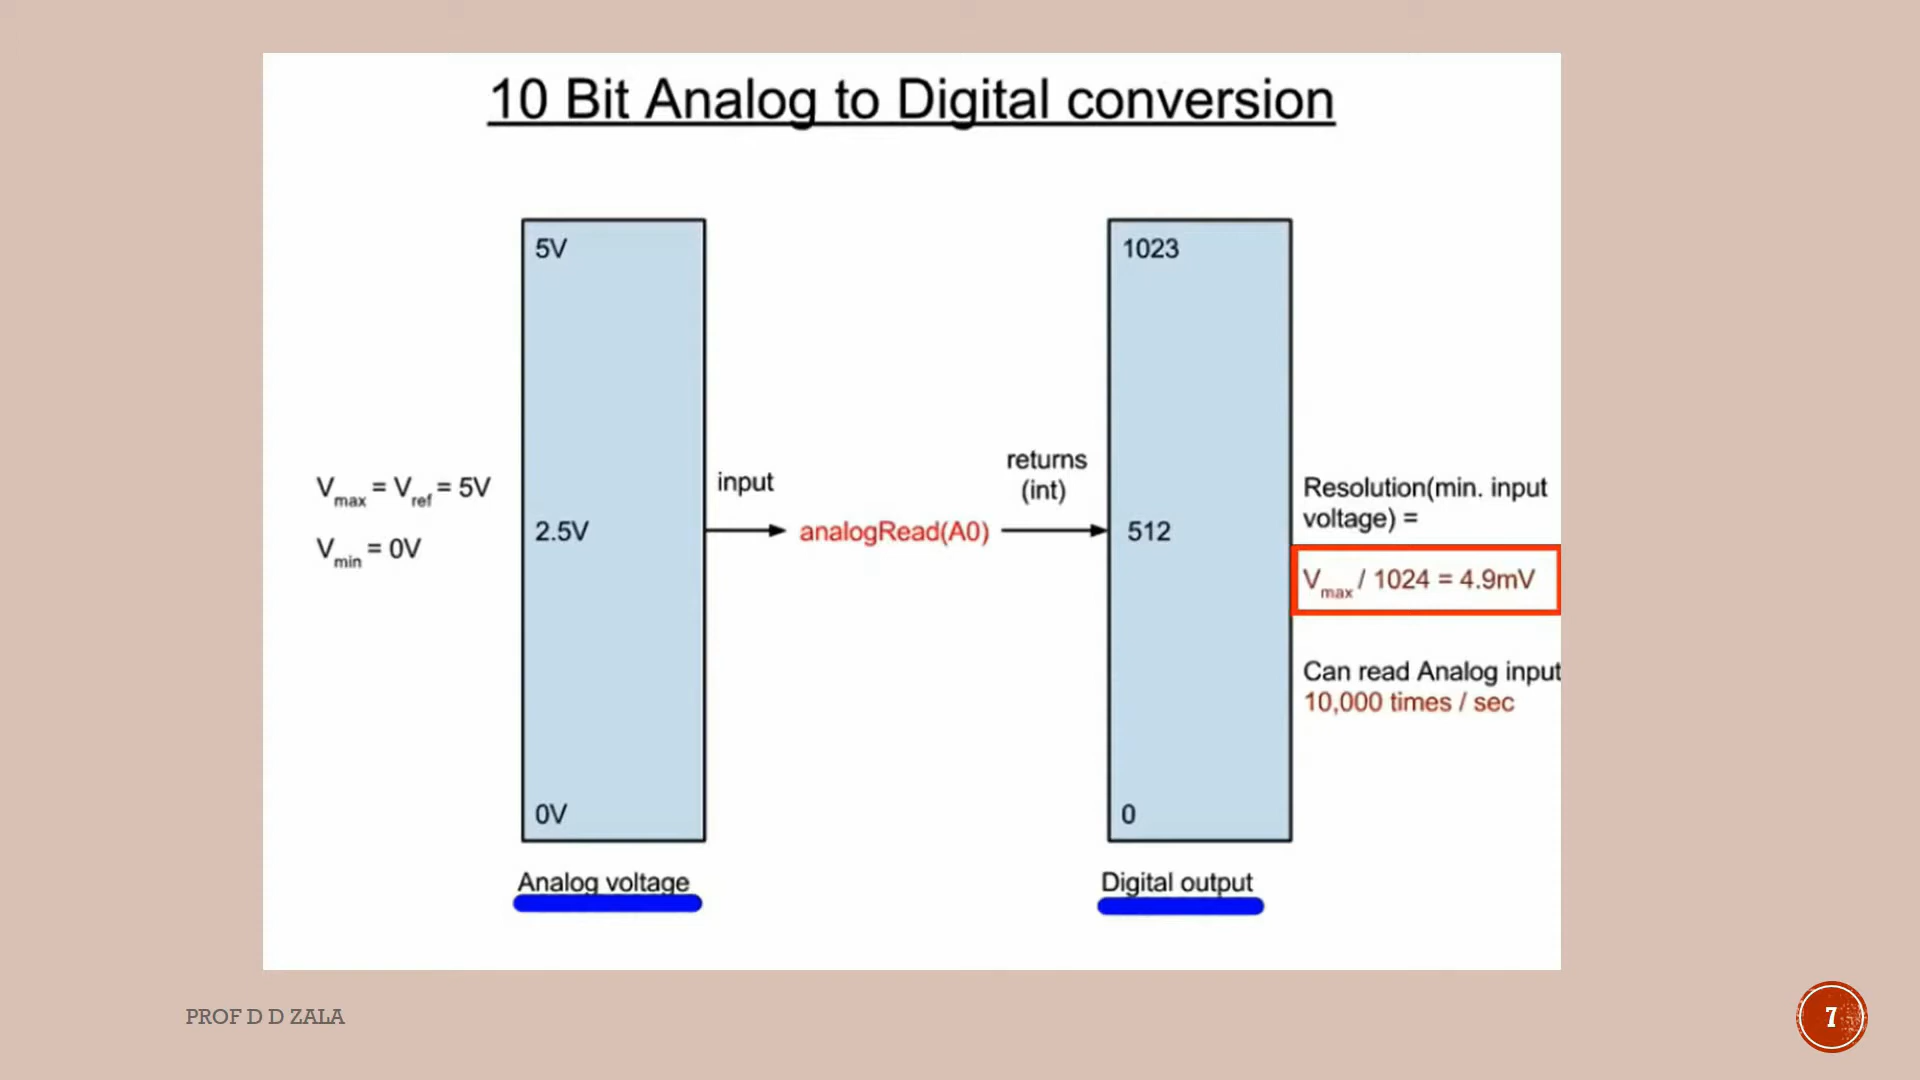 10 Bit Analog to Digital conversion
5V
1023
V_max = V_ref = 5V
V_min = 0V
2.5V
input
analogRead(A0)
returns
(int)
512
Resolution(min. input
voltage) =
V_max / 1024 = 4.9mV
Can read Analog input
10,000 times / sec
0V
0
Analog voltage
Digital output
PROF D D ZALA
7